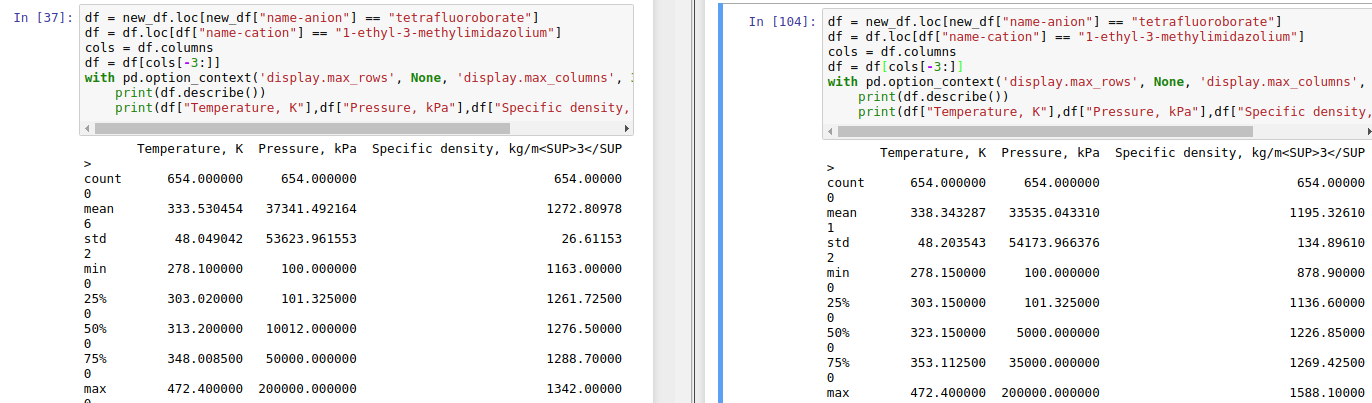 In [37]:
df = new_df.loc[new_df["name-anion"] == "tetrafluoroborate"]
df = df.loc[df["name-cation"] == "1-ethyl-3-methylimidazolium"]
cols = df.columns
df = df[cols[-3:]]
with pd.option_context('display.max_rows', None, 'display.max_columns',
    print(df.describe())
    print(df["Temperature, K"],df["Pressure, kPa"],df["Specific density,
Temperature, K  Pressure, kPa  Specific density, kg/m<SUP>3</SUP
>
count 654.000000 654.000000 654.00000
0
mean 333.530454 37341.492164 1272.80978
6
std 48.049042 53623.961553 26.61153
2
min 278.100000 100.000000 1163.00000
0
25% 303.020000 101.325000 1261.72500
0
50% 313.200000 10012.000000 1276.50000
0
75% 348.008500 50000.000000 1288.70000
0
max 472.400000 200000.000000 1342.00000
In [104]:
df = new_df.loc[new_df["name-anion"] == "tetrafluoroborate"]
df = df.loc[df["name-cation"] == "1-ethyl-3-methylimidazolium"]
cols = df.columns
df = df[cols[-3:]]
with pd.option_context('display.max_rows', None, 'display.max_columns',
    print(df.describe())
    print(df["Temperature, K"],df["Pressure, kPa"],df["Specific density,
Temperature, K  Pressure, kPa  Specific density, kg/m<SUP>3</SUP
>
count 654.000000 654.000000 654.00000
0
mean 338.343287 33535.043310 1195.32610
1
std 48.203543 54173.966376 134.89610
2
min 278.150000 100.000000 878.90000
0
25% 303.150000 101.325000 1136.60000
0
50% 323.150000 5000.000000 1226.85000
0
75% 353.112500 35000.000000 1269.42500
0
max 472.400000 200000.000000 1588.10000